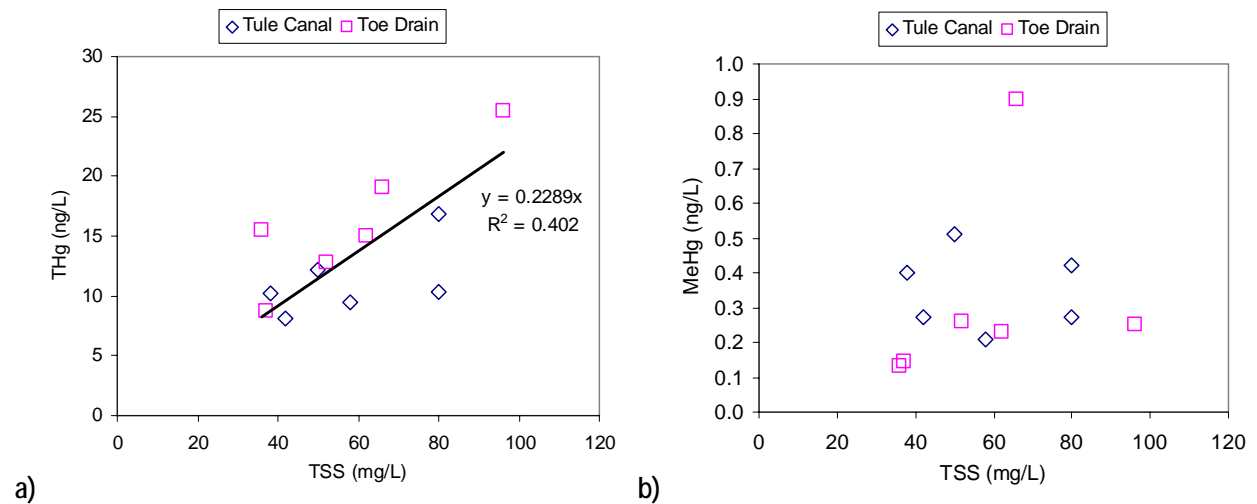 Tule Canal Toe Drain
30
25
20
15
10
5
0
THg (ng/L)
y = 0.2289x
R² = 0.402
0 20 40 60 80 100 120
TSS (mg/L)
a)
Tule Canal Toe Drain
1.0
0.9
0.8
0.7
0.6
0.5
0.4
0.3
0.2
0.1
0.0
MeHg (ng/L)
0 20 40 60 80 100 120
TSS (mg/L)
b)